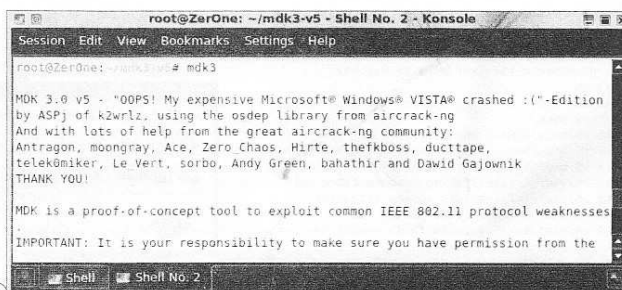 root@ZerOne: ~/mdk3-v5 - Shell No. 2 - Konsole
Session Edit View Bookmarks Settings Help
root@ZerOne:~/mdk3-v5# mdk3
MDK 3.0 v5 - "OOPS! My expensive Microsoft® Windows® VISTA® crashed :("-Edition
by ASPj of k2wrlz, using the osdep library from aircrack-ng
And with lots of help from the great aircrack-ng community:
Antragon, moongray, Ace, Zero_Chaos, Hirte, thefkboss, ducttape,
telek0miker, Le_Vert, sorbo, Andy Green, bahathir and Dawid Gajownik
THANK YOU!
MDK is a proof-of-concept tool to exploit common IEEE 802.11 protocol weaknesses
.
IMPORTANT: It is your responsibility to make sure you have permission from the
Shell Shell No. 2